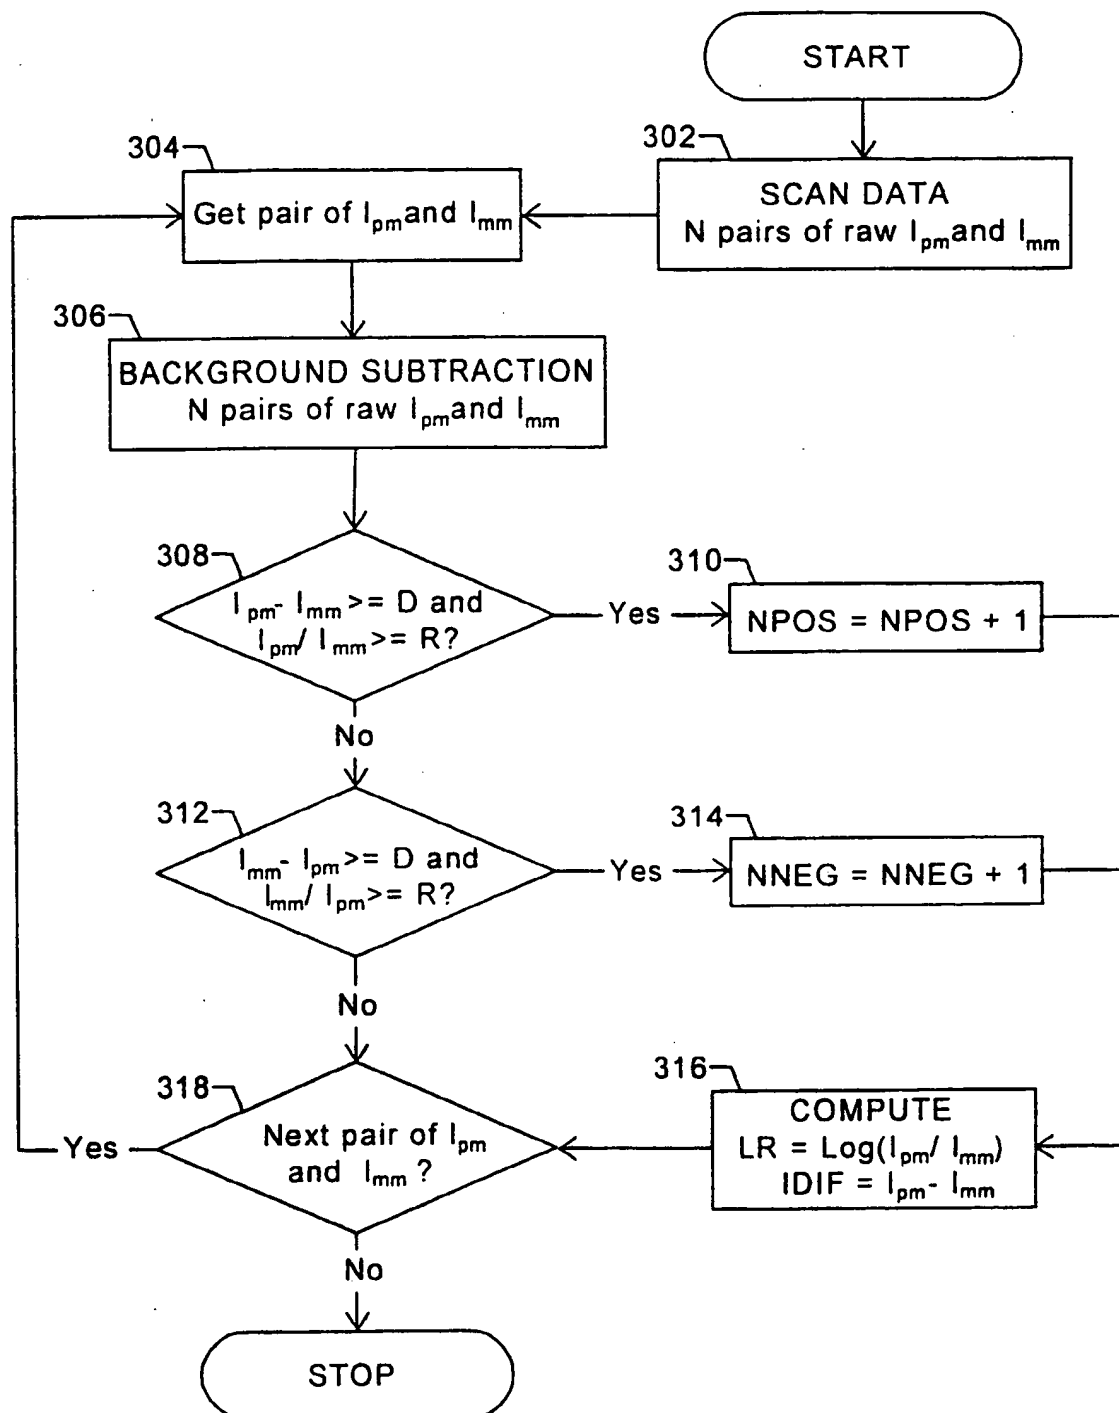 START
302
SCAN DATA
N pairs of raw Ipm and Imm
304
Get pair of Ipm and Imm
306
BACKGROUND SUBTRACTION
N pairs of raw Ipm and Imm
308
Ipm- Imm >= D and
Ipm/ Imm >= R?
Yes
310
NPOS = NPOS + 1
No
312
Imm- Ipm >= D and
Imm/ Ipm >= R?
Yes
314
NNEG = NNEG + 1
No
316
COMPUTE
LR = Log(Ipm/ Imm)
IDIF = Ipm- Imm
318
Next pair of Ipm
and Imm ?
Yes
No
STOP